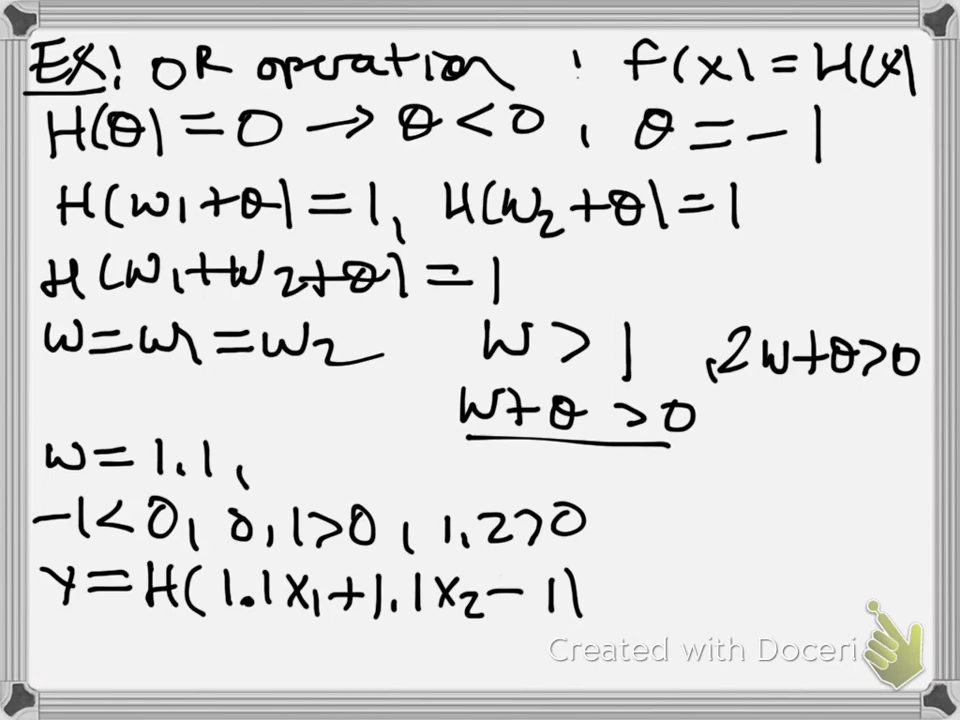 EX: OR operation : f(x) = H(x)
H(θ) = 0 → θ < 0, θ = -1
H(w1+θ) = 1, H(w2+θ) = 1
H(w1+w2+θ) = 1
w = w1 = w2 w > 1 , 2w+θ>0
w+θ >0
w = 1.1,
-1<0, 0,1>0, 1,2>0
y = H(1.1x1+1.1x2-1)
Created with Doceri